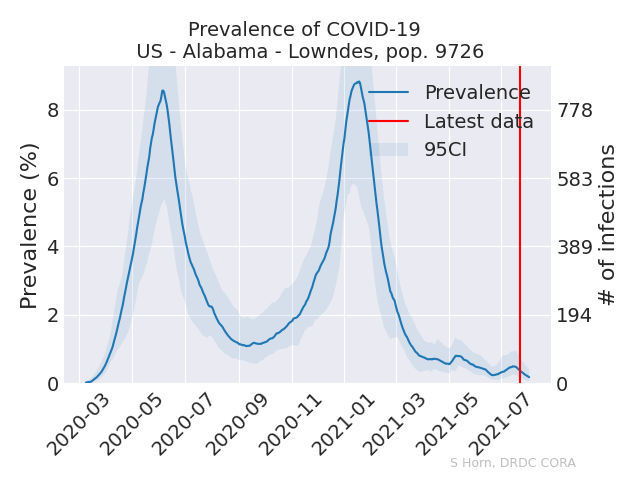 Prevalence of COVID-19
US - Alabama - Lowndes, pop. 9726
Prevalence
Latest data
95CI
Prevalence (%)
8
6
4
2
0
778
583
389
194
0
# of infections
2020-03
2020-05
2020-07
2020-09
2020-11
2021-01
2021-03
2021-05
2021-07
S Horn, DRDC CORA